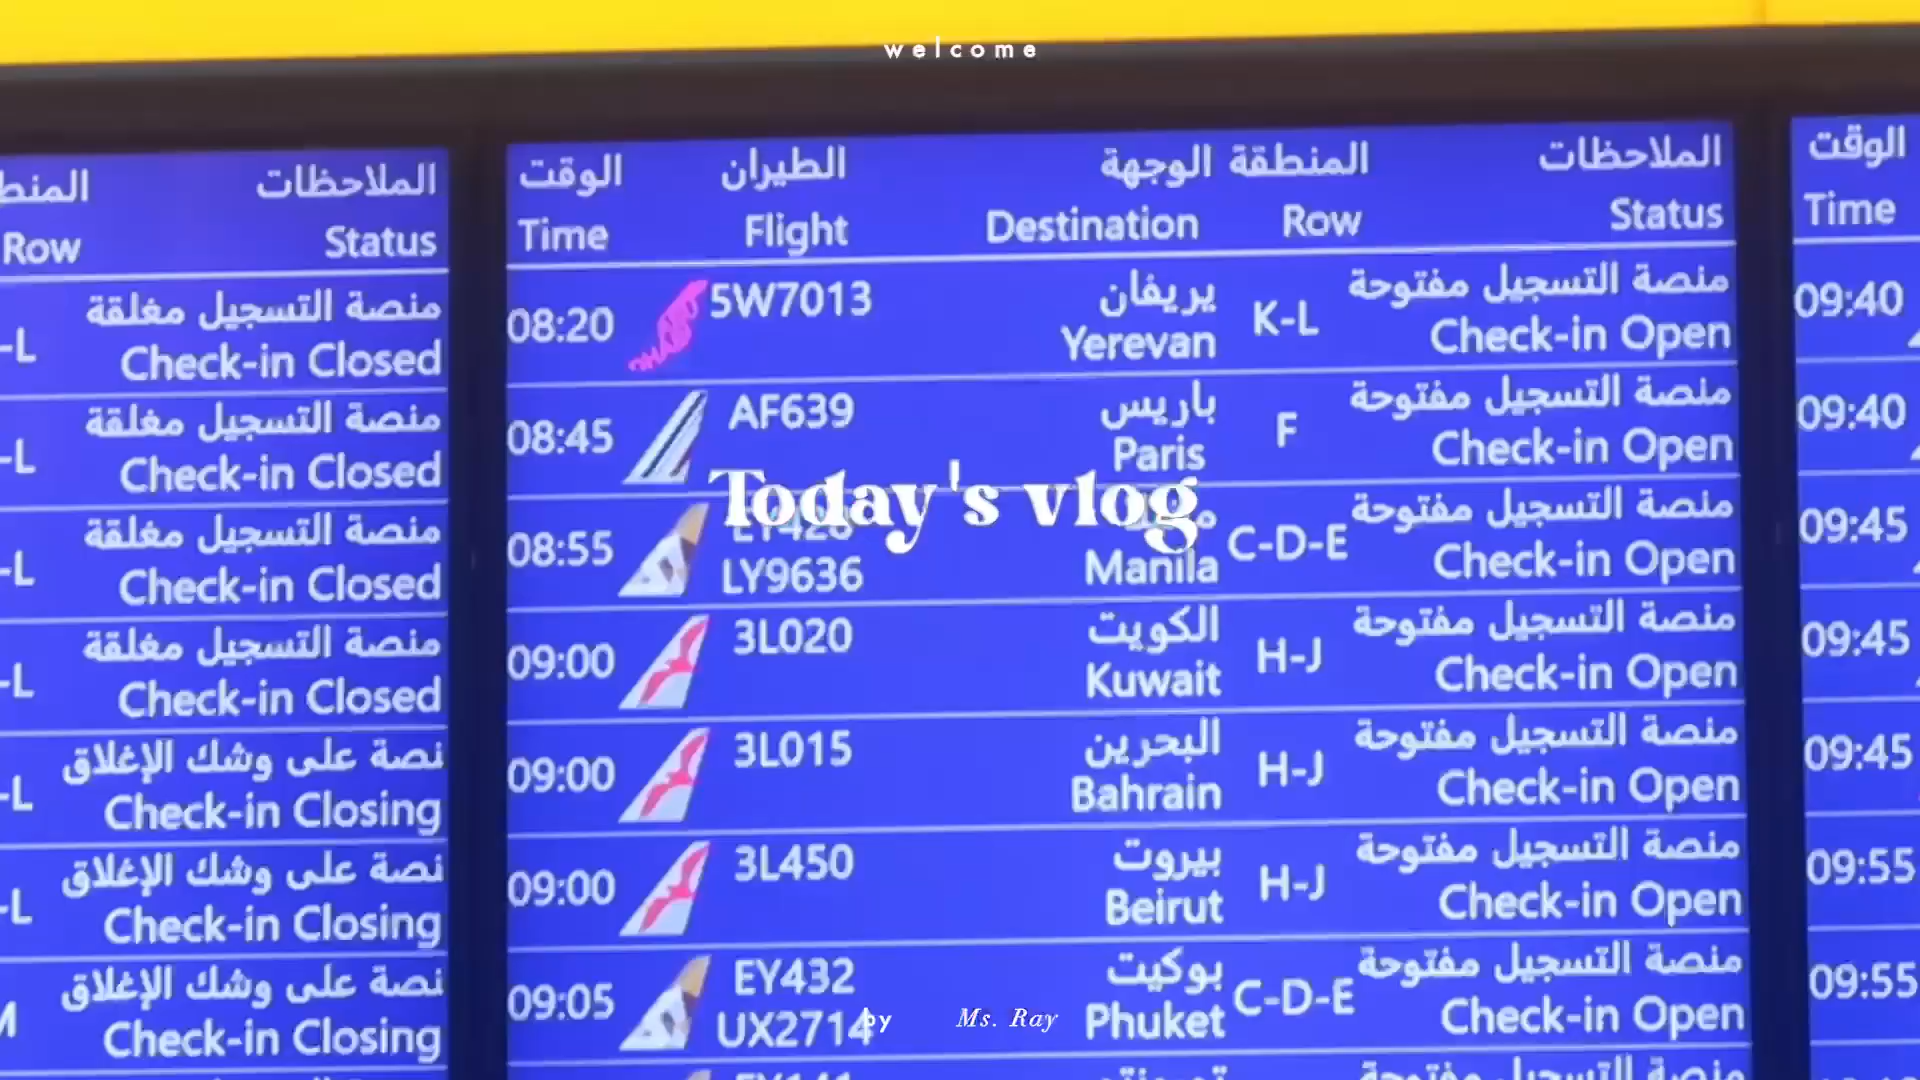 welcome
المنط
الملاحظات
Row
Status
-L
منصة التسجيل مغلقة
Check-in Closed
-L
منصة التسجيل مغلقة
Check-in Closed
-L
منصة التسجيل مغلقة
Check-in Closed
-L
منصة التسجيل مغلقة
Check-in Closed
-L
نصة على وشك الإغلاق
Check-in Closing
-L
نصة على وشك الإغلاق
Check-in Closing
نصة على وشك الإغلاق
Check-in Closing
الوقت الطيران الوجهة المنطقة الملاحظات
Time Flight Destination Row Status
08:20 5W7013 يريفان K-L منصة التسجيل مفتوحة
Yerevan Check-in Open
08:45 AF639 باريس F منصة التسجيل مفتوحة
Paris Check-in Open
Today's vlog
08:55 EY428 C-D-E منصة التسجيل مفتوحة
LY9636 Manila Check-in Open
09:00 3L020 الكويت H-J منصة التسجيل مفتوحة
Kuwait Check-in Open
09:00 3L015 البحرين H-J منصة التسجيل مفتوحة
Bahrain Check-in Open
09:00 3L450 بيروت H-J منصة التسجيل مفتوحة
Beirut Check-in Open
09:05 EY432 بوكيت C-D-E منصة التسجيل مفتوحة
UX2714 Phuket Check-in Open
by Ms. Ray
الوقت
Time
09:40
09:40
09:45
09:45
09:45
09:55
09:55